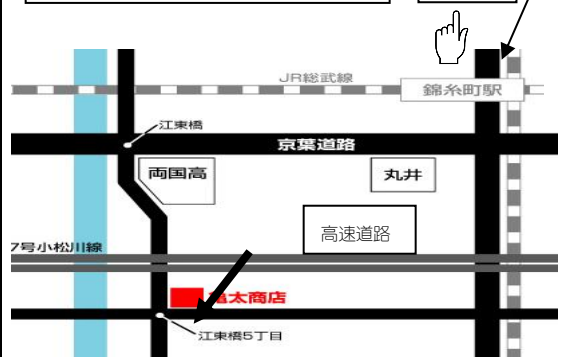 JR総武線
錦糸町駅
江東橋
京葉道路
両国高
丸井
高速道路
7号小松川線
亀太商店
江東橋5丁目